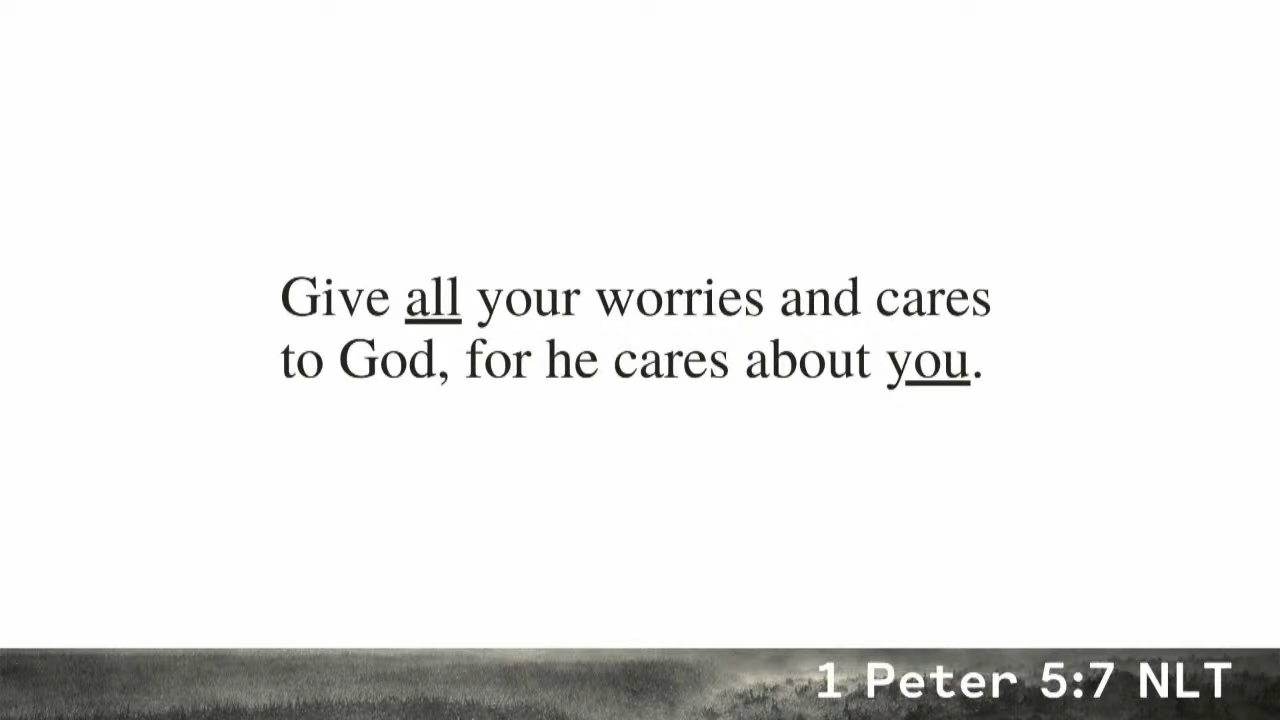 Give all your worries and cares
to God, for he cares about you.
1 Peter 5:7 NLT